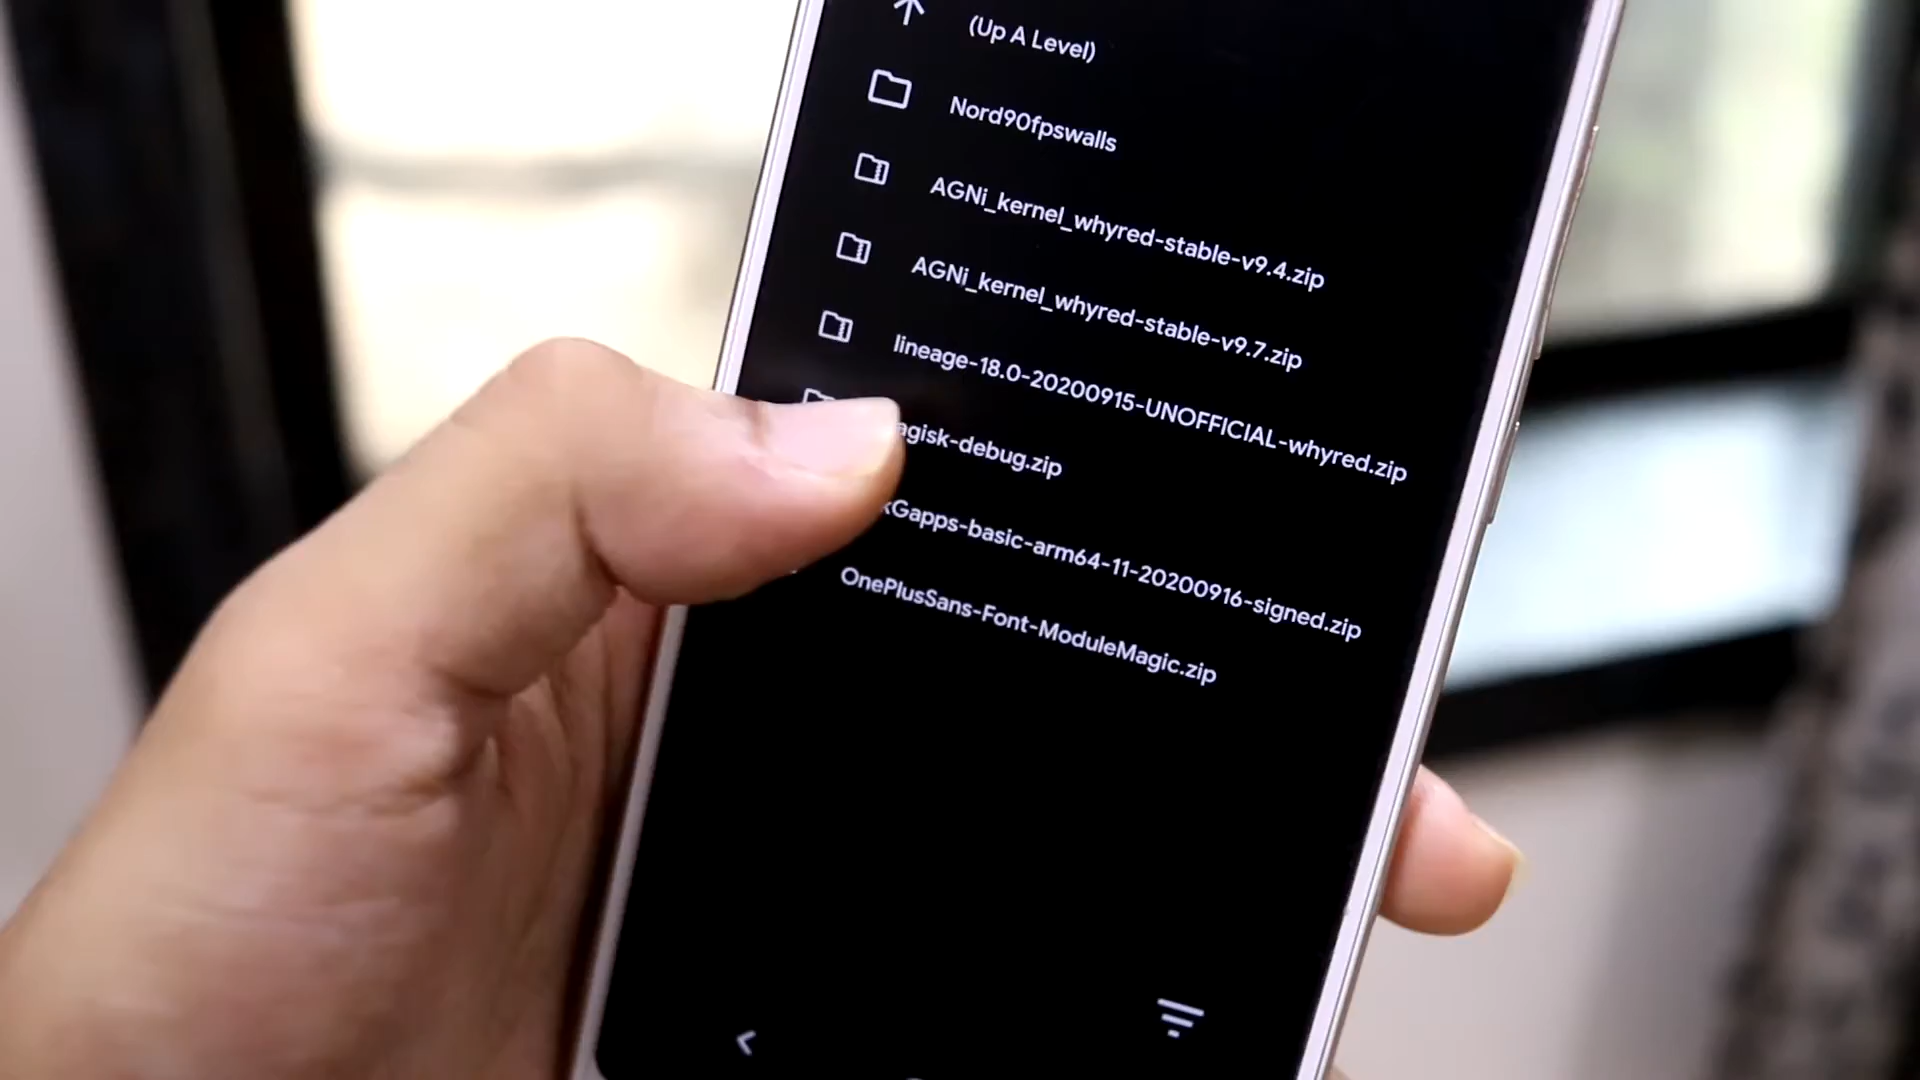 (Up A Level)
Nord90fpswalls
AGNi_kernel_whyred-stable-v9.4.zip
AGNi_kernel_whyred-stable-v9.7.zip
lineage-18.0-20200915-UNOFFICIAL-whyred.zip
agisk-debug.zip
kGapps-basic-arm64-11-20200916-signed.zip
OnePlusSans-Font-ModuleMagic.zip